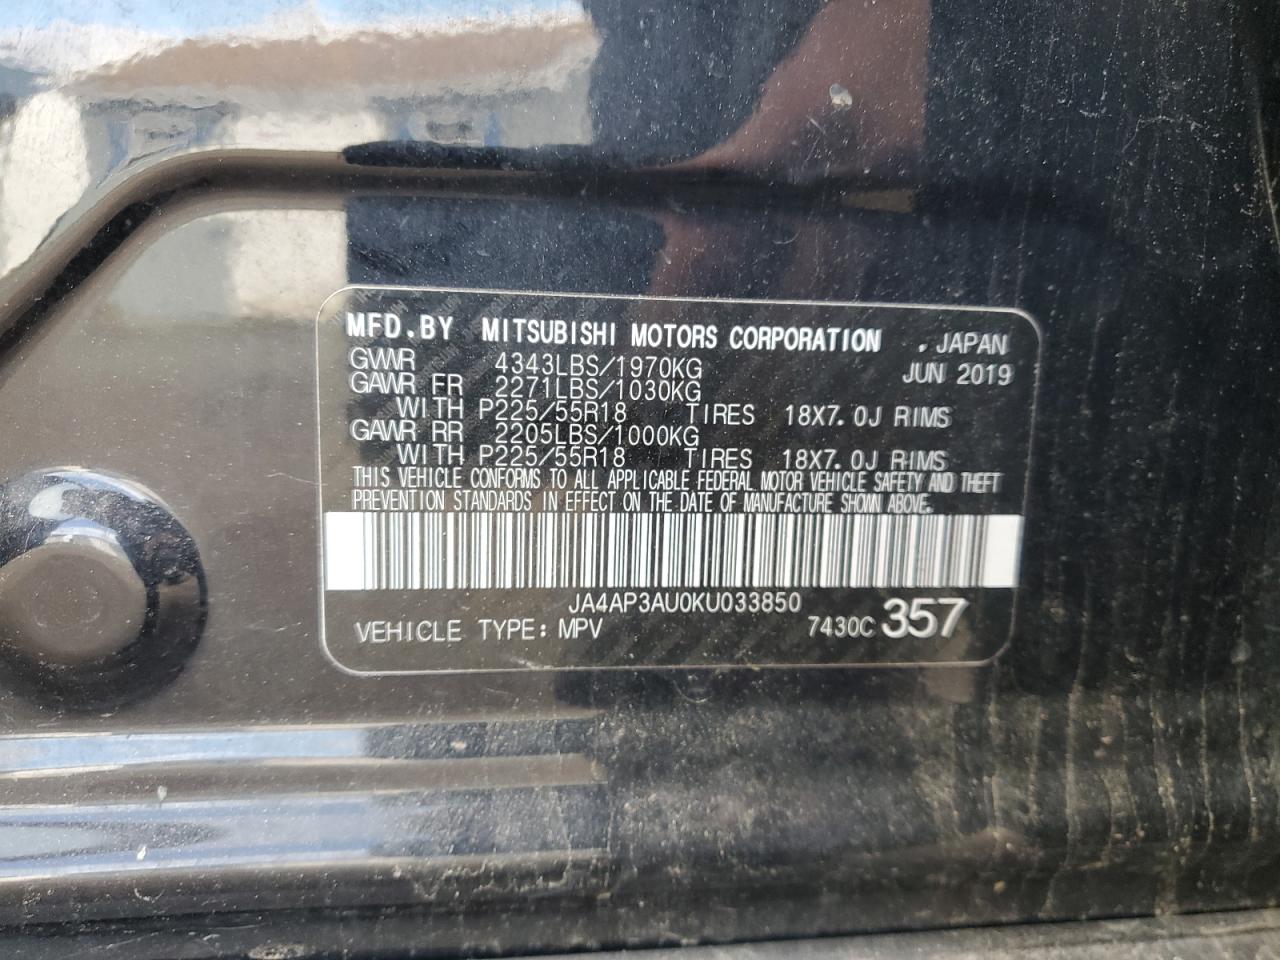 MFD.BY MITSUBISHI MOTORS CORPORATION . JAPAN
GVWR 4343LBS/1970KG JUN 2019
GAWR FR 2271LBS/1030KG
WITH P225/55R18 TIRES 18X7.0J RIMS
GAWR RR 2205LBS/1000KG
WITH P225/55R18 TIRES 18X7.0J RIMS
THIS VEHICLE CONFORMS TO ALL APPLICABLE FEDERAL MOTOR VEHICLE SAFETY AND THEFT
PREVENTION STANDARDS IN EFFECT ON THE DATE OF MANUFACTURE SHOWN ABOVE.
JA4AP3AU0KU033850
VEHICLE TYPE: MPV 7430C 357